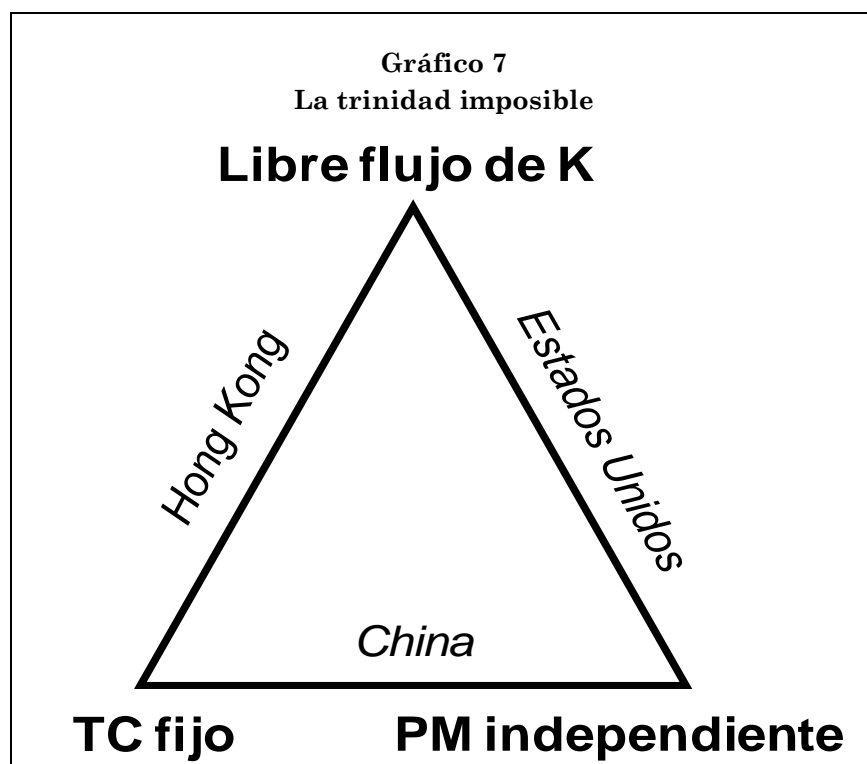 Gráfico 7
La trinidad imposible
Libre flujo de K
Hong Kong
Estados Unidos
China
TC fijo
PM independiente